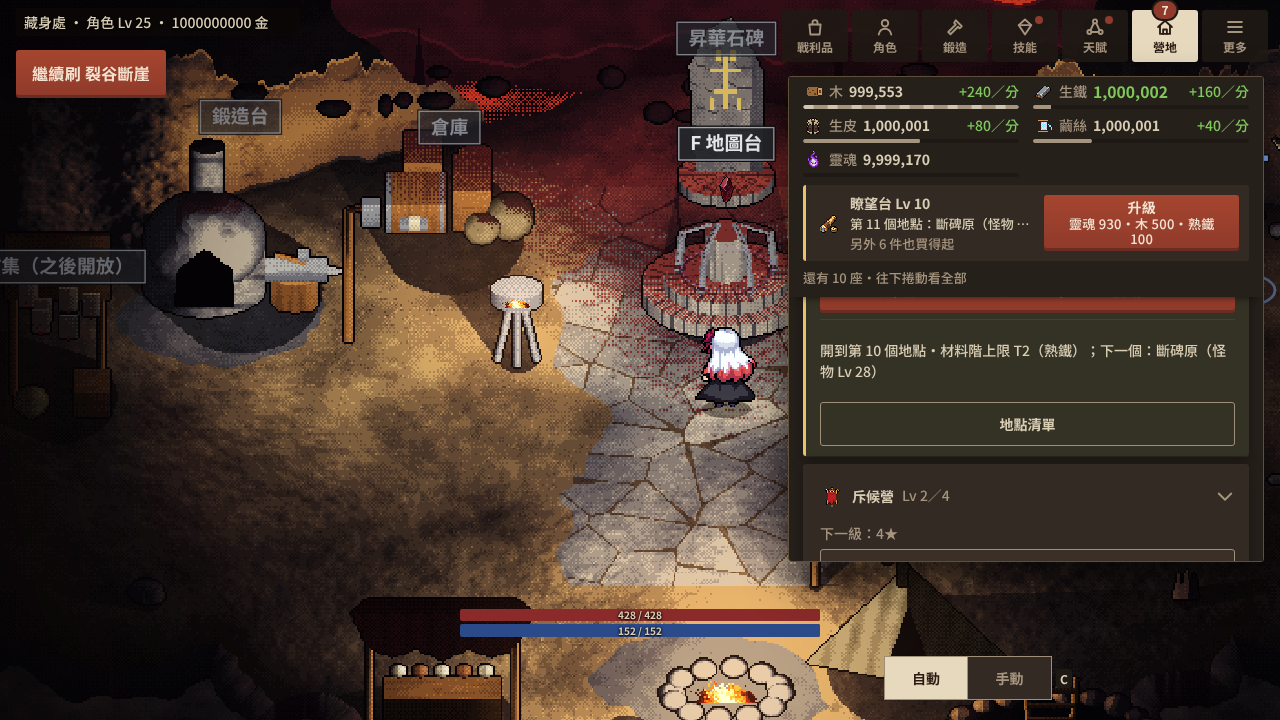 藏身處 · 角色 Lv 25 · 1000000000 金
繼續刷 裂谷斷崖
昇華石碑
戰利品
角色
鍛造
技能
天賦
7
營地
更多
鍛造台
倉庫
F 地圖台
集（之後開放）
木 999,553 +240／分
生鐵 1,000,002 +160／分
生皮 1,000,001 +80／分
繭絲 1,000,001 +40／分
靈魂 9,999,170
瞭望台 Lv 10
第 11 個地點：斷碑原（怪物 …
另外 6 件也買得起
升級
靈魂 930・木 500・熟鐵
100
還有 10 座・往下捲動看全部
開到第 10 個地點・材料階上限 T2（熟鐵）；下一個：斷碑原（怪
物 Lv 28）
地點清單
斥候營 Lv 2／4
下一級：4★
428 / 428
152 / 152
自動
手動
C